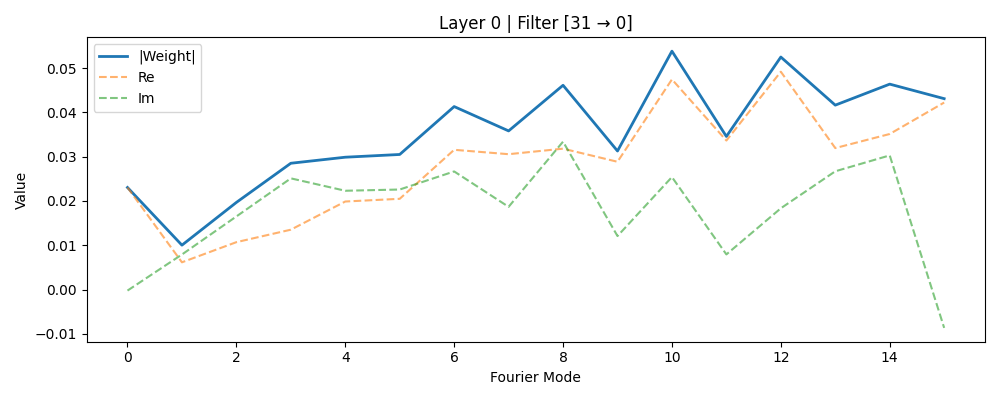 Layer 0 | Filter [31 → 0]
|Weight|
Re
Im
Value
0.05
0.04
0.03
0.02
0.01
0.00
−0.01
0 2 4 6 8 10 12 14
Fourier Mode